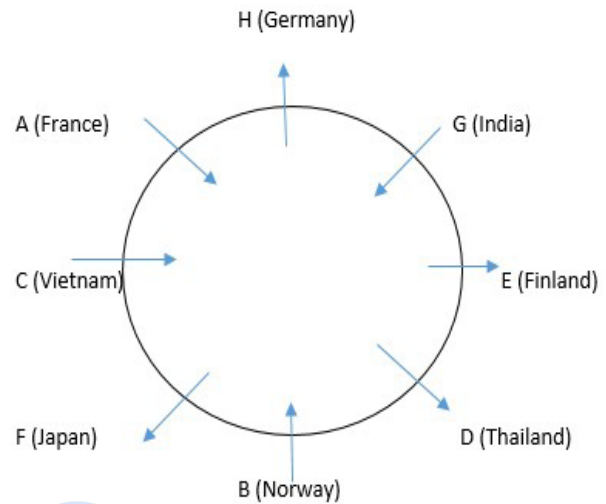 H (Germany)
A (France)
G (India)
C (Vietnam)
E (Finland)
F (Japan)
D (Thailand)
B (Norway)